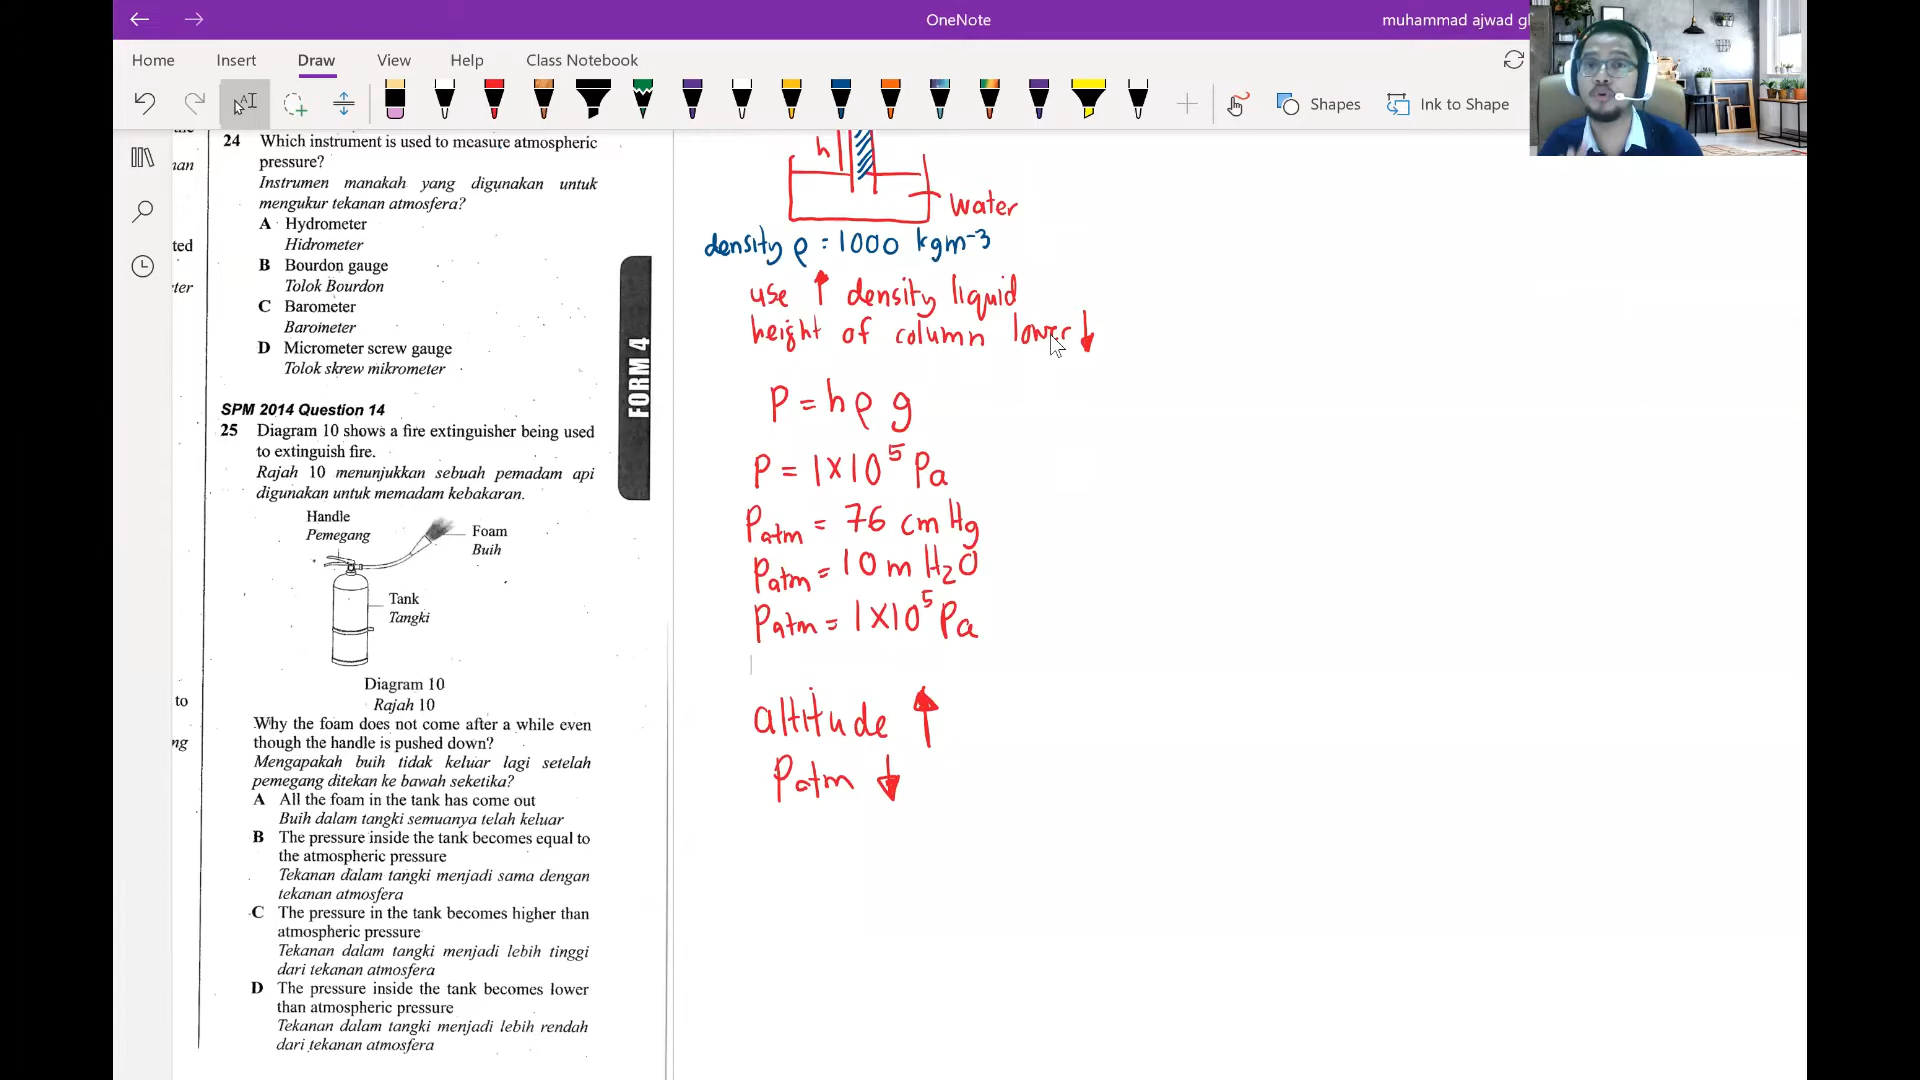 OneNote
muhammad ajwad gh
Home Insert Draw View Help Class Notebook
Shapes
Ink to Shape
nan
ted
ter
to
ng
24 Which instrument is used to measure atmospheric
pressure?
Instrumen manakah yang digunakan untuk
mengukur tekanan atmosfera?
A Hydrometer
Hidrometer
B Bourdon gauge
Tolok Bourdon
C Barometer
Barometer
D Micrometer screw gauge
Tolok skrew mikrometer
SPM 2014 Question 14
25 Diagram 10 shows a fire extinguisher being used
to extinguish fire.
Rajah 10 menunjukkan sebuah pemadam api
digunakan untuk memadam kebakaran.
Handle
Pemegang
Foam
Buih
Tank
Tangki
Diagram 10
Rajah 10
Why the foam does not come after a while even
though the handle is pushed down?
Mengapakah buih tidak keluar lagi setelah
pemegang ditekan ke bawah seketika?
A All the foam in the tank has come out
Buih dalam tangki semuanya telah keluar
B The pressure inside the tank becomes equal to
the atmospheric pressure
Tekanan dalam tangki menjadi sama dengan
tekanan atmosfera
C The pressure in the tank becomes higher than
atmospheric pressure
Tekanan dalam tangki menjadi lebih tinggi
dari tekanan atmosfera
D The pressure inside the tank becomes lower
than atmospheric pressure
Tekanan dalam tangki menjadi lebih rendah
dari tekanan atmosfera
FORM 4
h
water
density ρ = 1000 kgm⁻³
use ↑ density liquid
height of column lower ↓
P = hρg
P = 1×10⁵ Pa
Patm = 76 cm Hg
Patm = 10 m H₂O
Patm = 1×10⁵ Pa
altitude ↑
Patm ↓